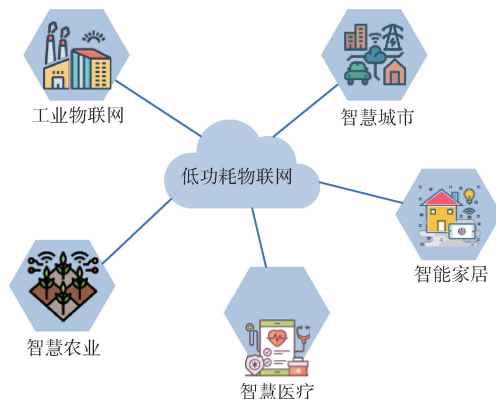 工业物联网
智慧城市
低功耗物联网
智能家居
智慧农业
智慧医疗